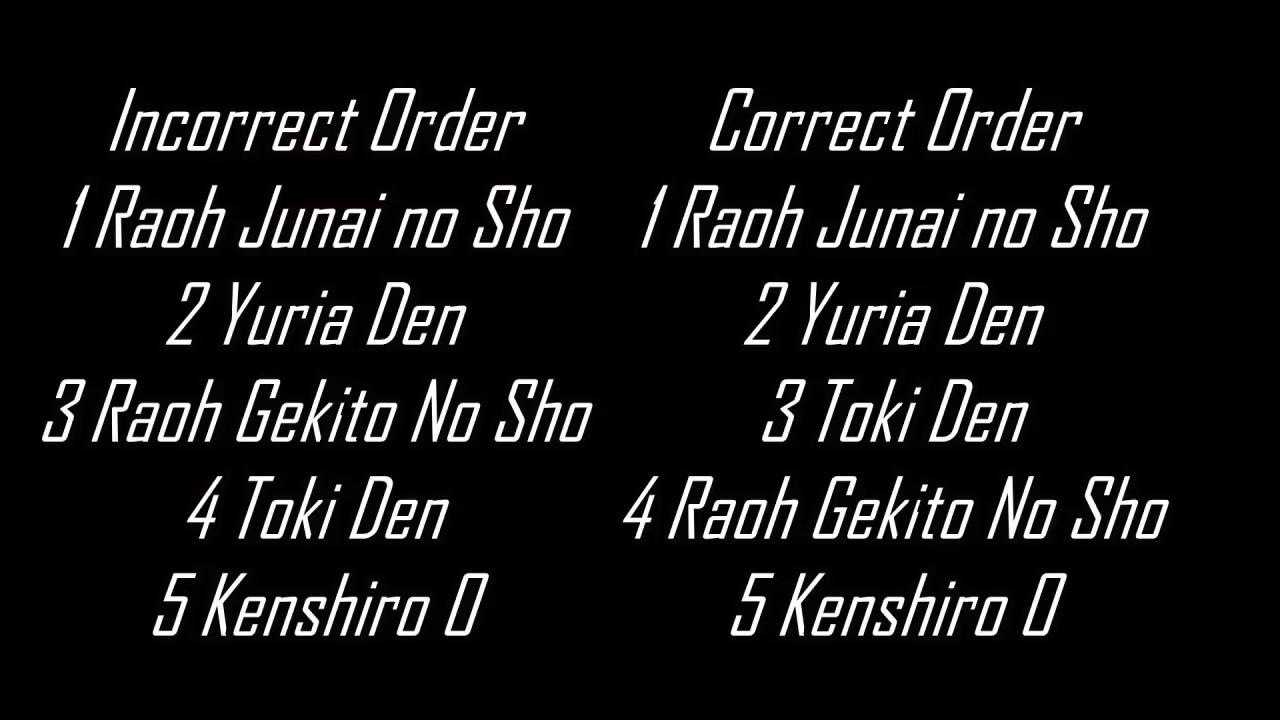 Incorrect Order
1 Raoh Junai no Sho
2 Yuria Den
3 Raoh Gekito No Sho
4 Toki Den
5 Kenshiro 0
Correct Order
1 Raoh Junai no Sho
2 Yuria Den
3 Toki Den
4 Raoh Gekito No Sho
5 Kenshiro 0